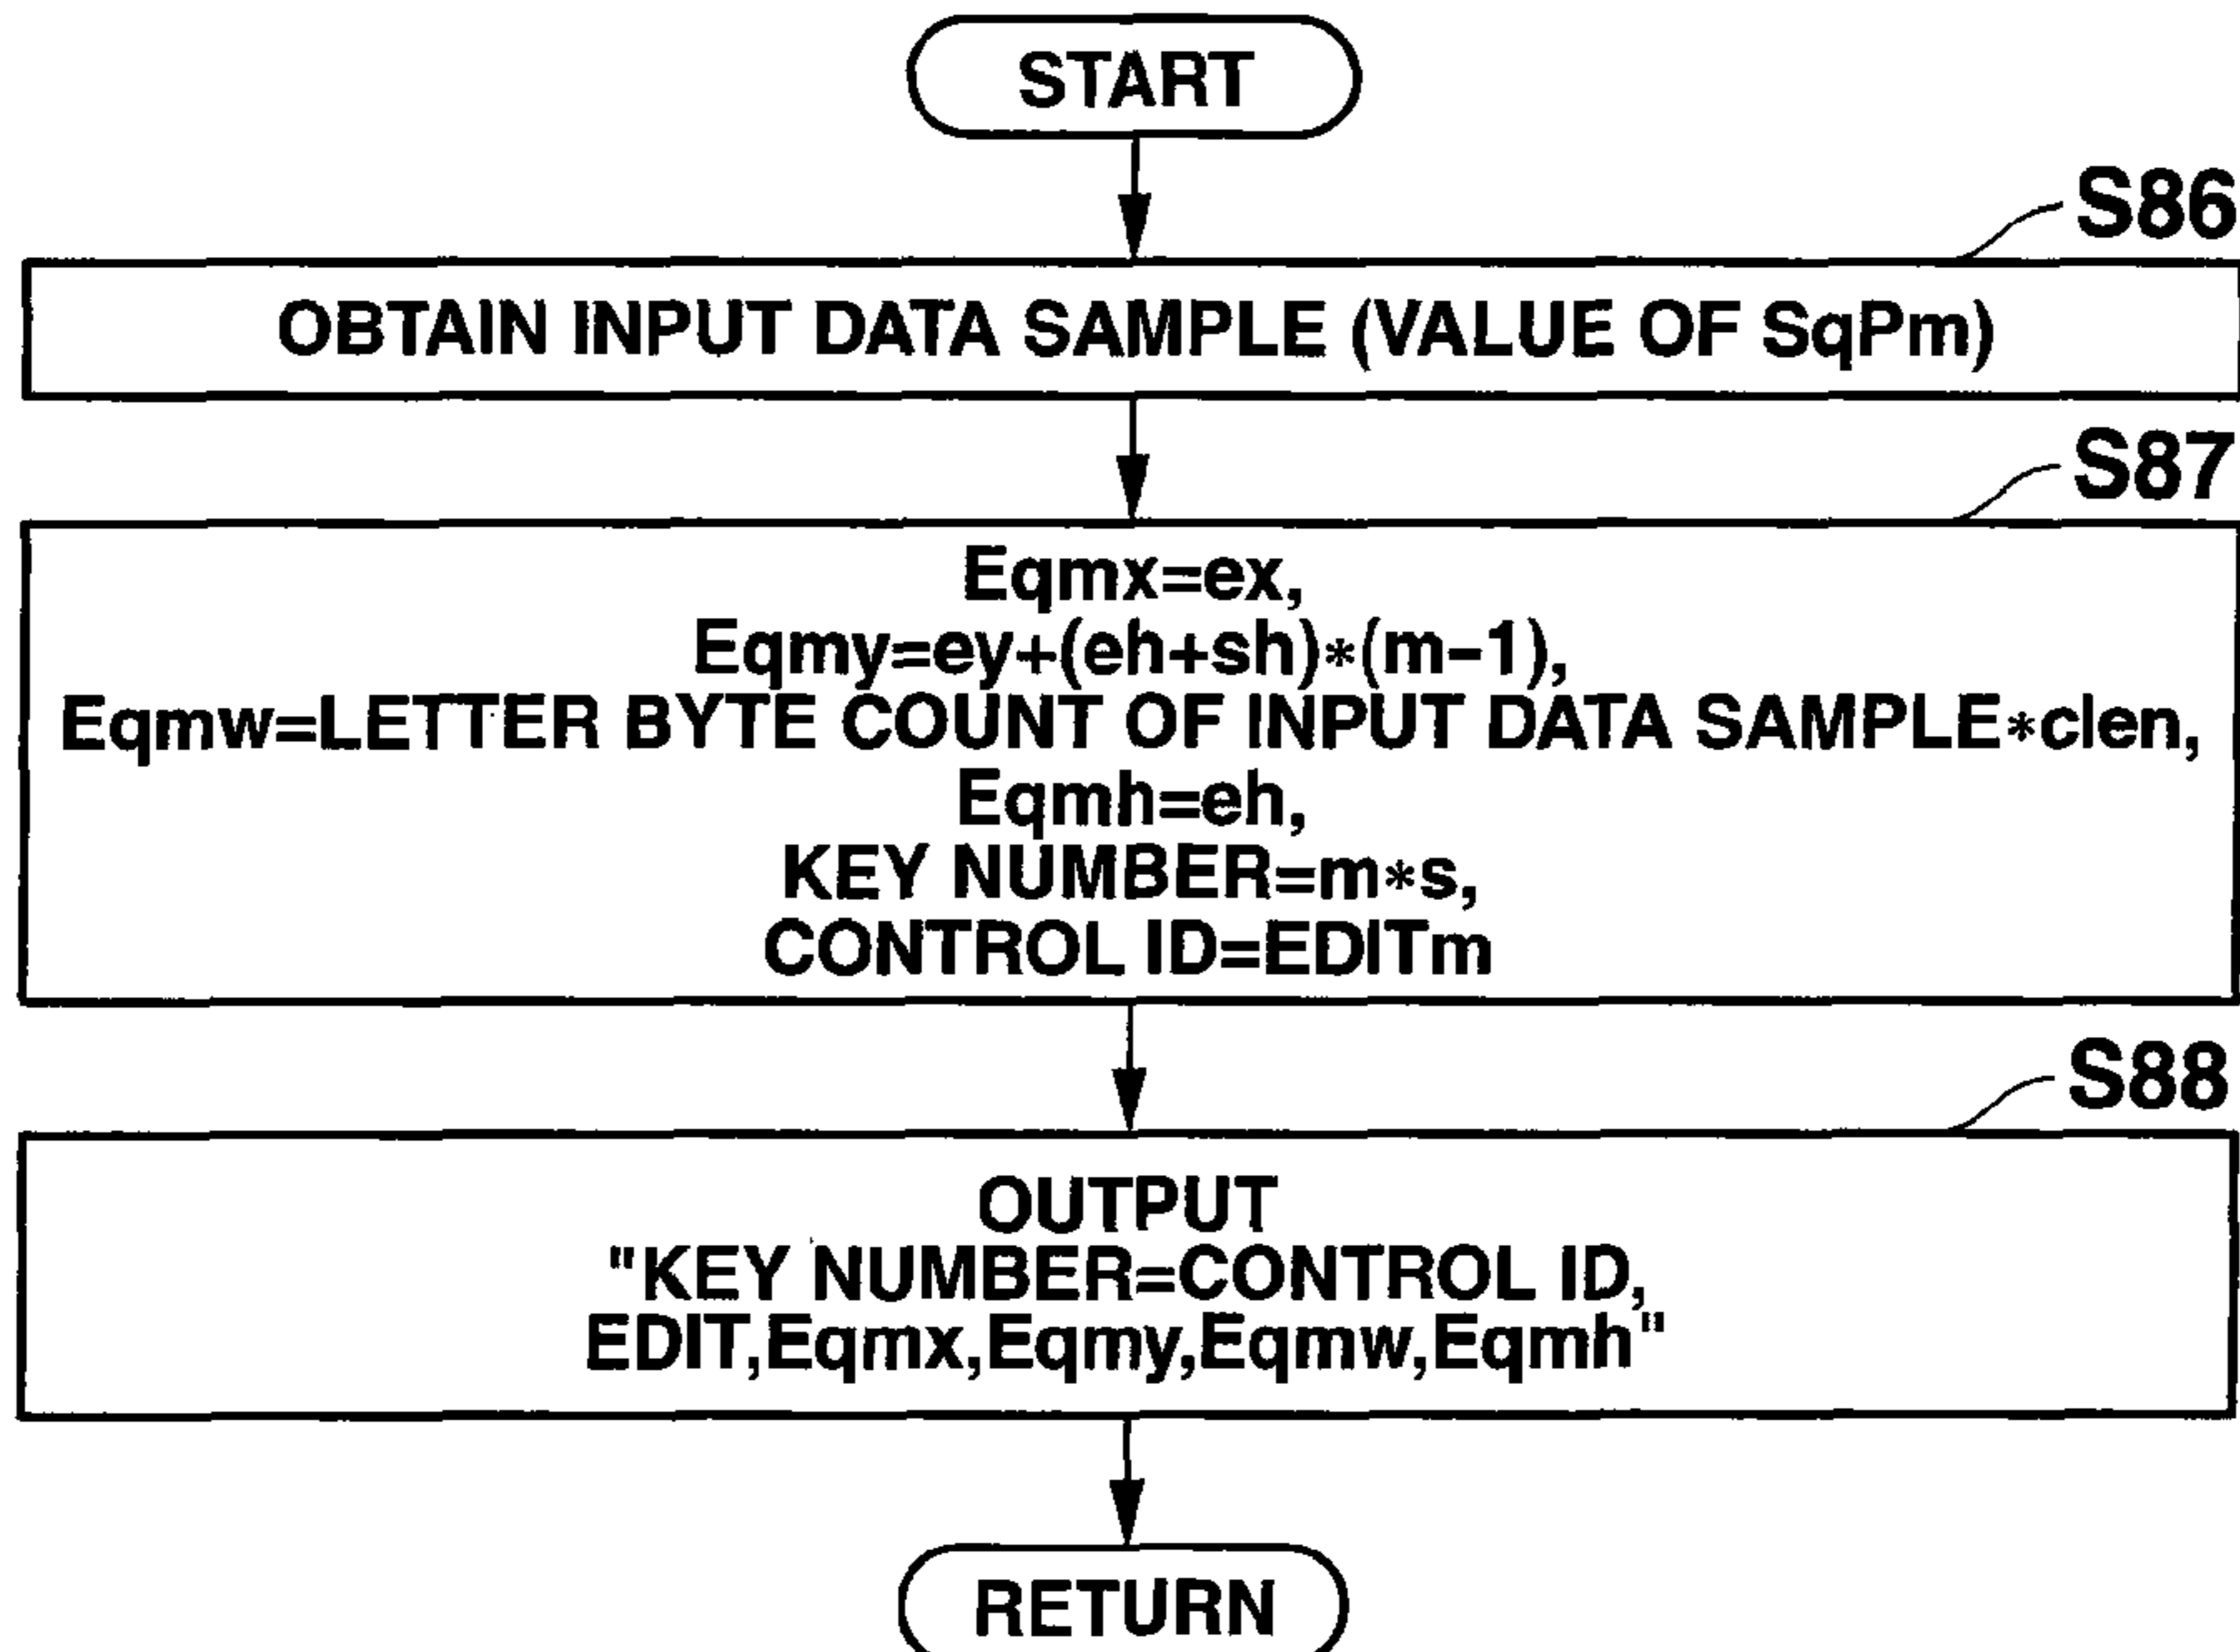 START
S86
OBTAIN INPUT DATA SAMPLE (VALUE OF SqPm)
S87
Eqmx=ex,
Eqmy=ey+(eh+sh)*(m-1),
Eqmw=LETTER BYTE COUNT OF INPUT DATA SAMPLE*clen,
Eqmh=eh,
KEY NUMBER=m*s,
CONTROL ID=EDITm
S88
OUTPUT
"KEY NUMBER=CONTROL ID,
EDIT,Eqmx,Eqmy,Eqmw,Eqmh"
RETURN